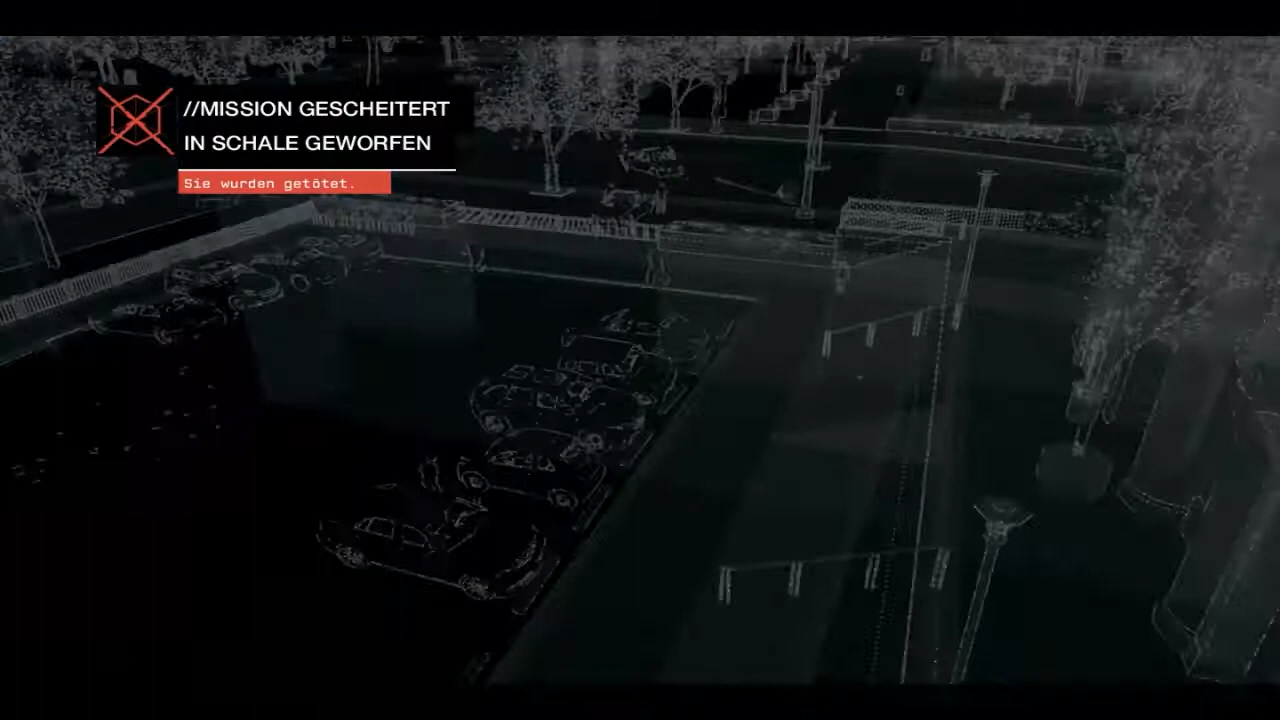 //MISSION GESCHEITERT
IN SCHALE GEWORFEN
Sie wurden getötet.